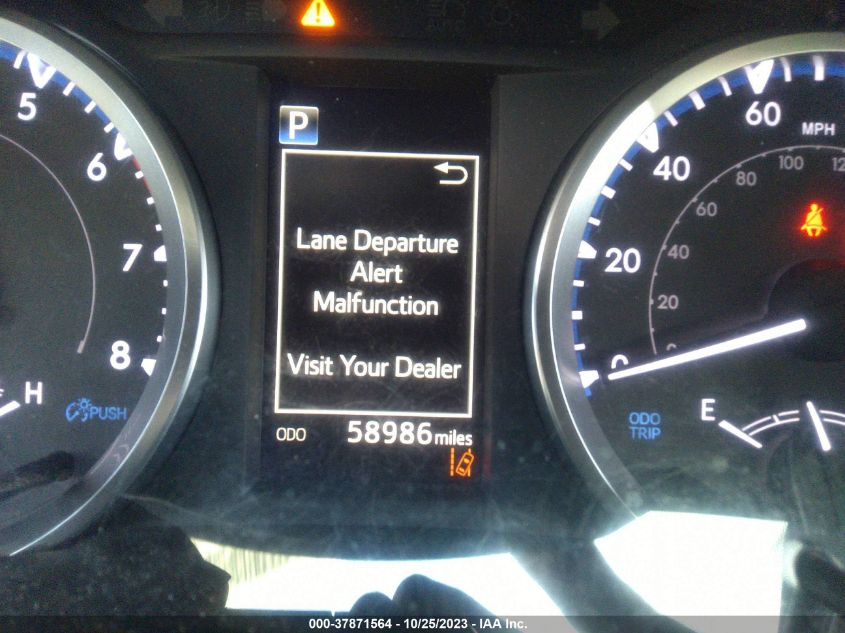 5
6
7
8
H
PUSH
P
Lane Departure
Alert
Malfunction
Visit Your Dealer
ODO 58986 miles
60
MPH
40
20
0
100
80
60
40
20
0
ODO
TRIP
E
000-37871564 - 10/25/2023 - IAA Inc.